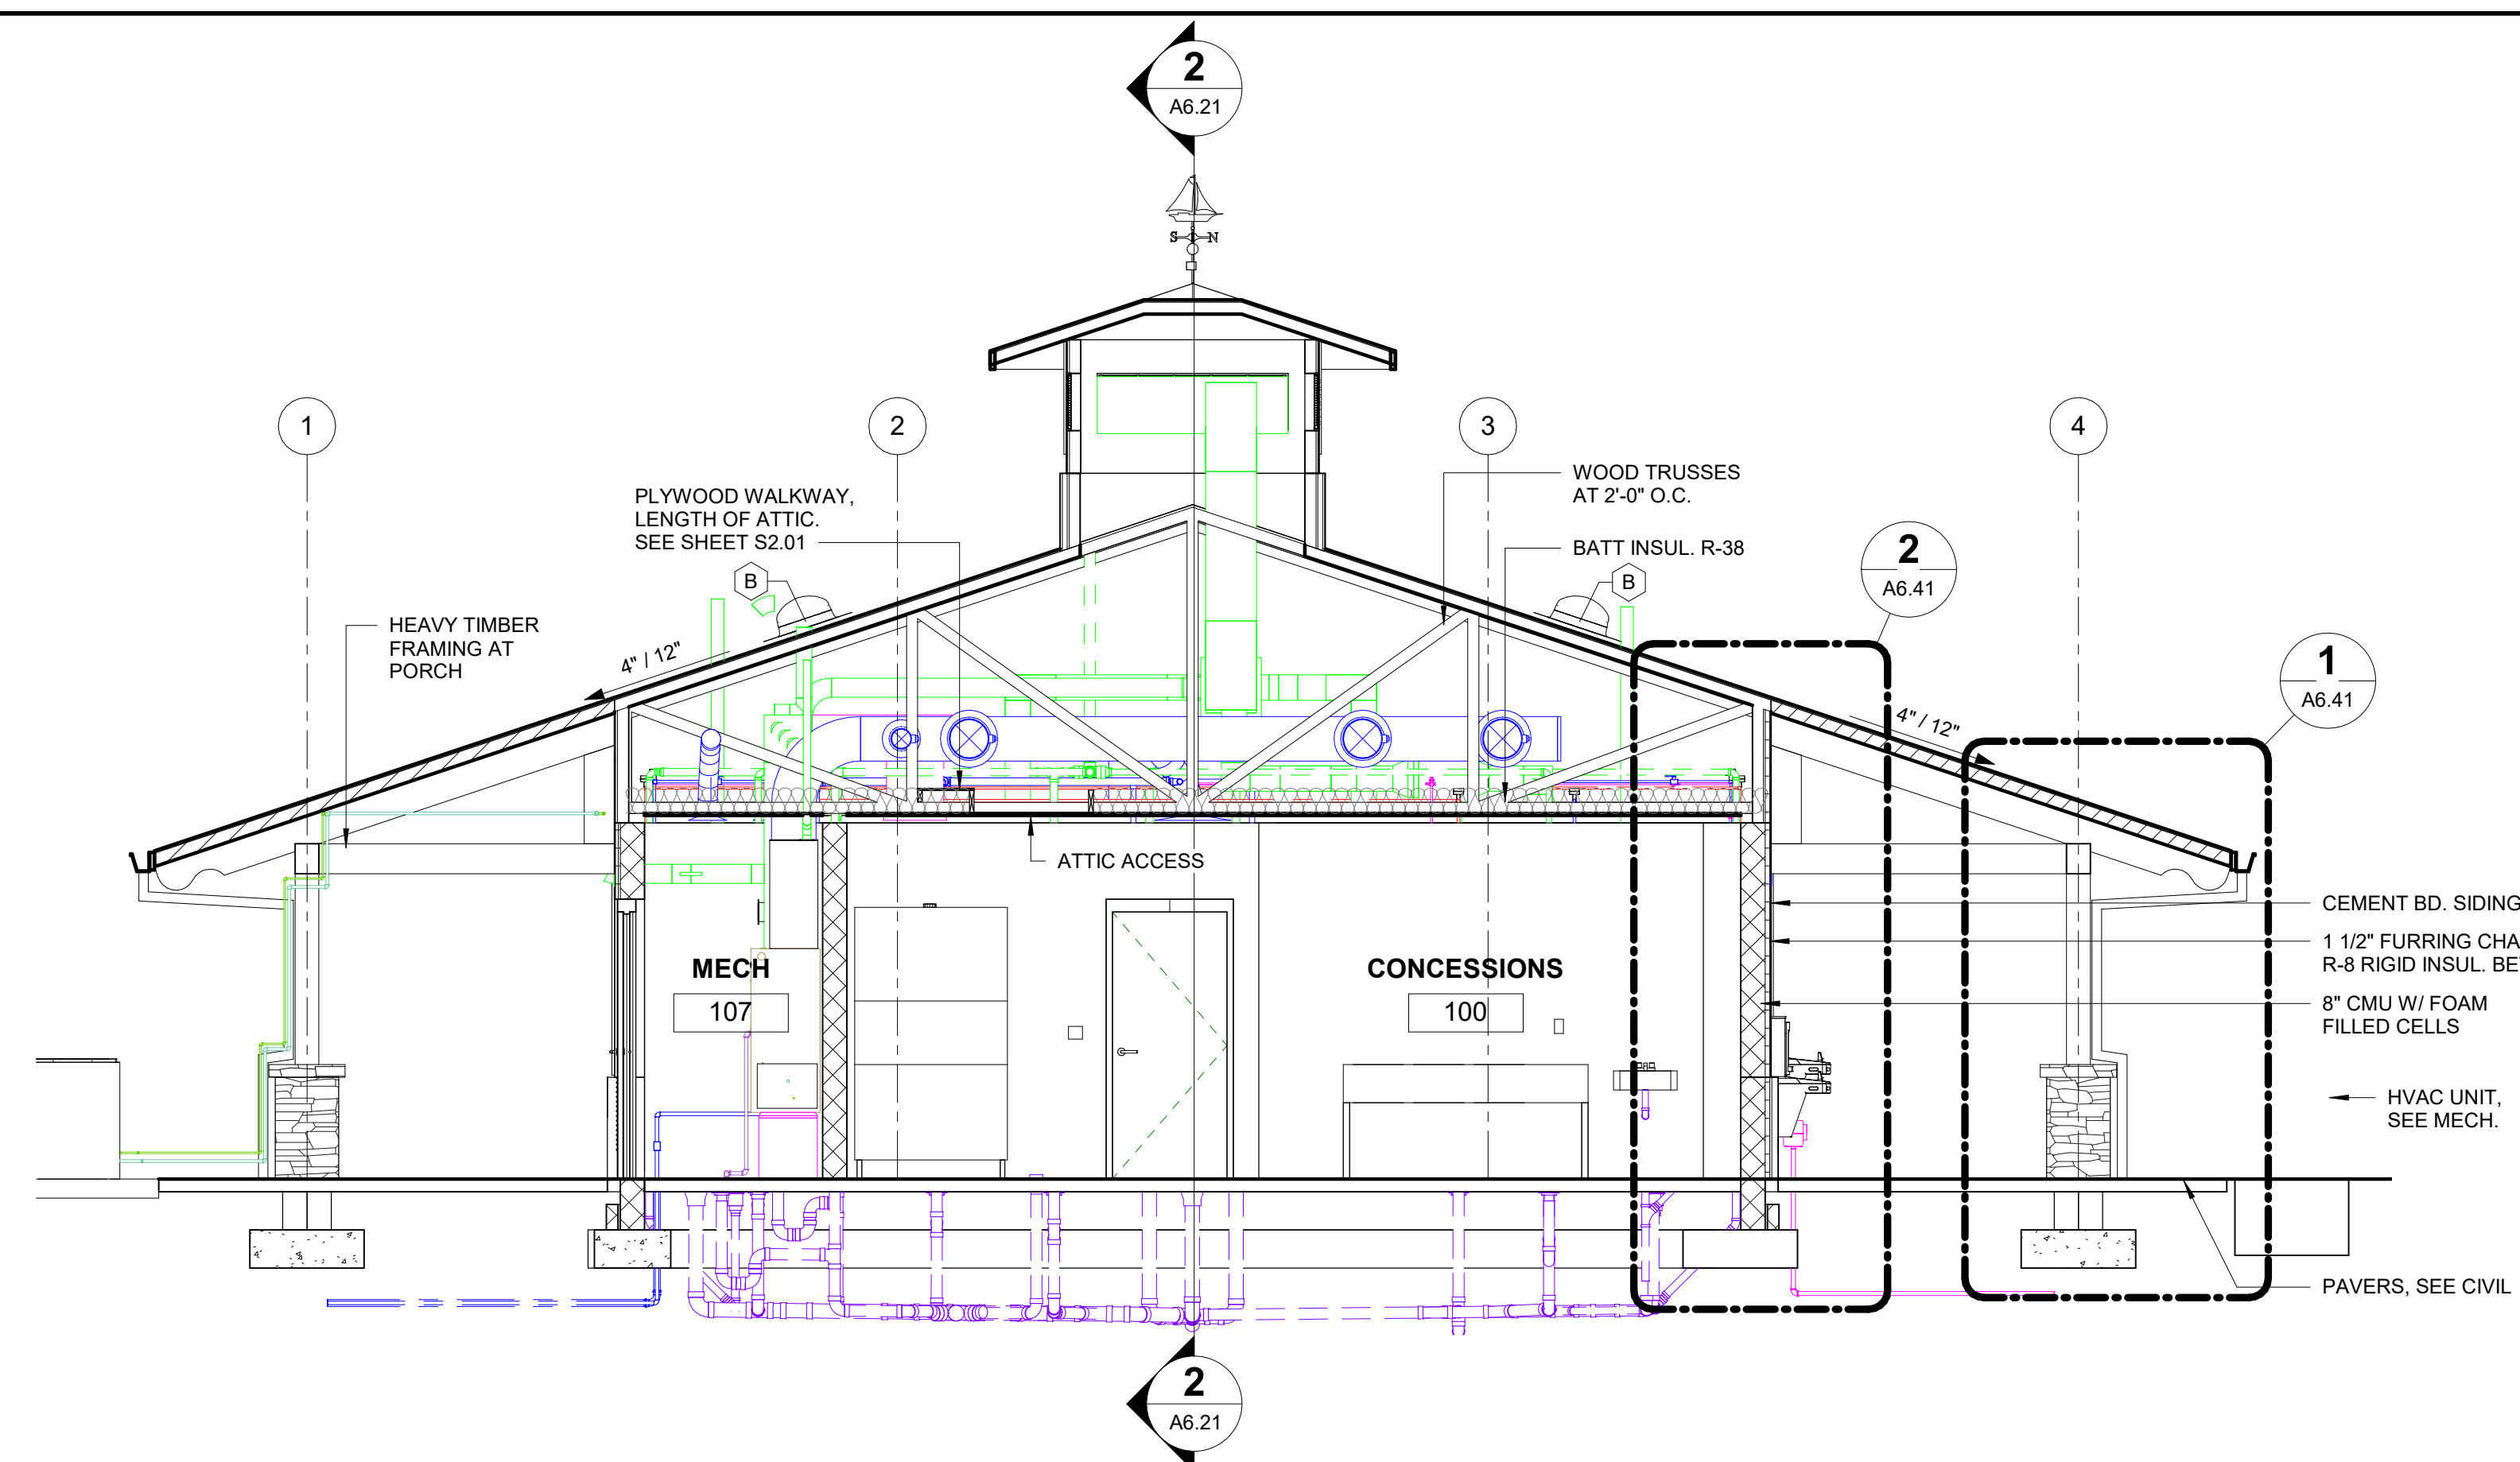 2
A6.21
S N
1
2
3
4
PLYWOOD WALKWAY,
LENGTH OF ATTIC.
SEE SHEET S2.01
WOOD TRUSSES
AT 2'-0" O.C.
BATT INSUL. R-38
2
A6.41
B
B
HEAVY TIMBER
FRAMING AT
PORCH
4" / 12"
4" / 12"
1
A6.41
ATTIC ACCESS
CEMENT BD. SIDING
1 1/2" FURRING CHA
R-8 RIGID INSUL. BE
MECH
107
CONCESSIONS
100
8" CMU W/ FOAM
FILLED CELLS
HVAC UNIT,
SEE MECH.
PAVERS, SEE CIVIL
2
A6.21